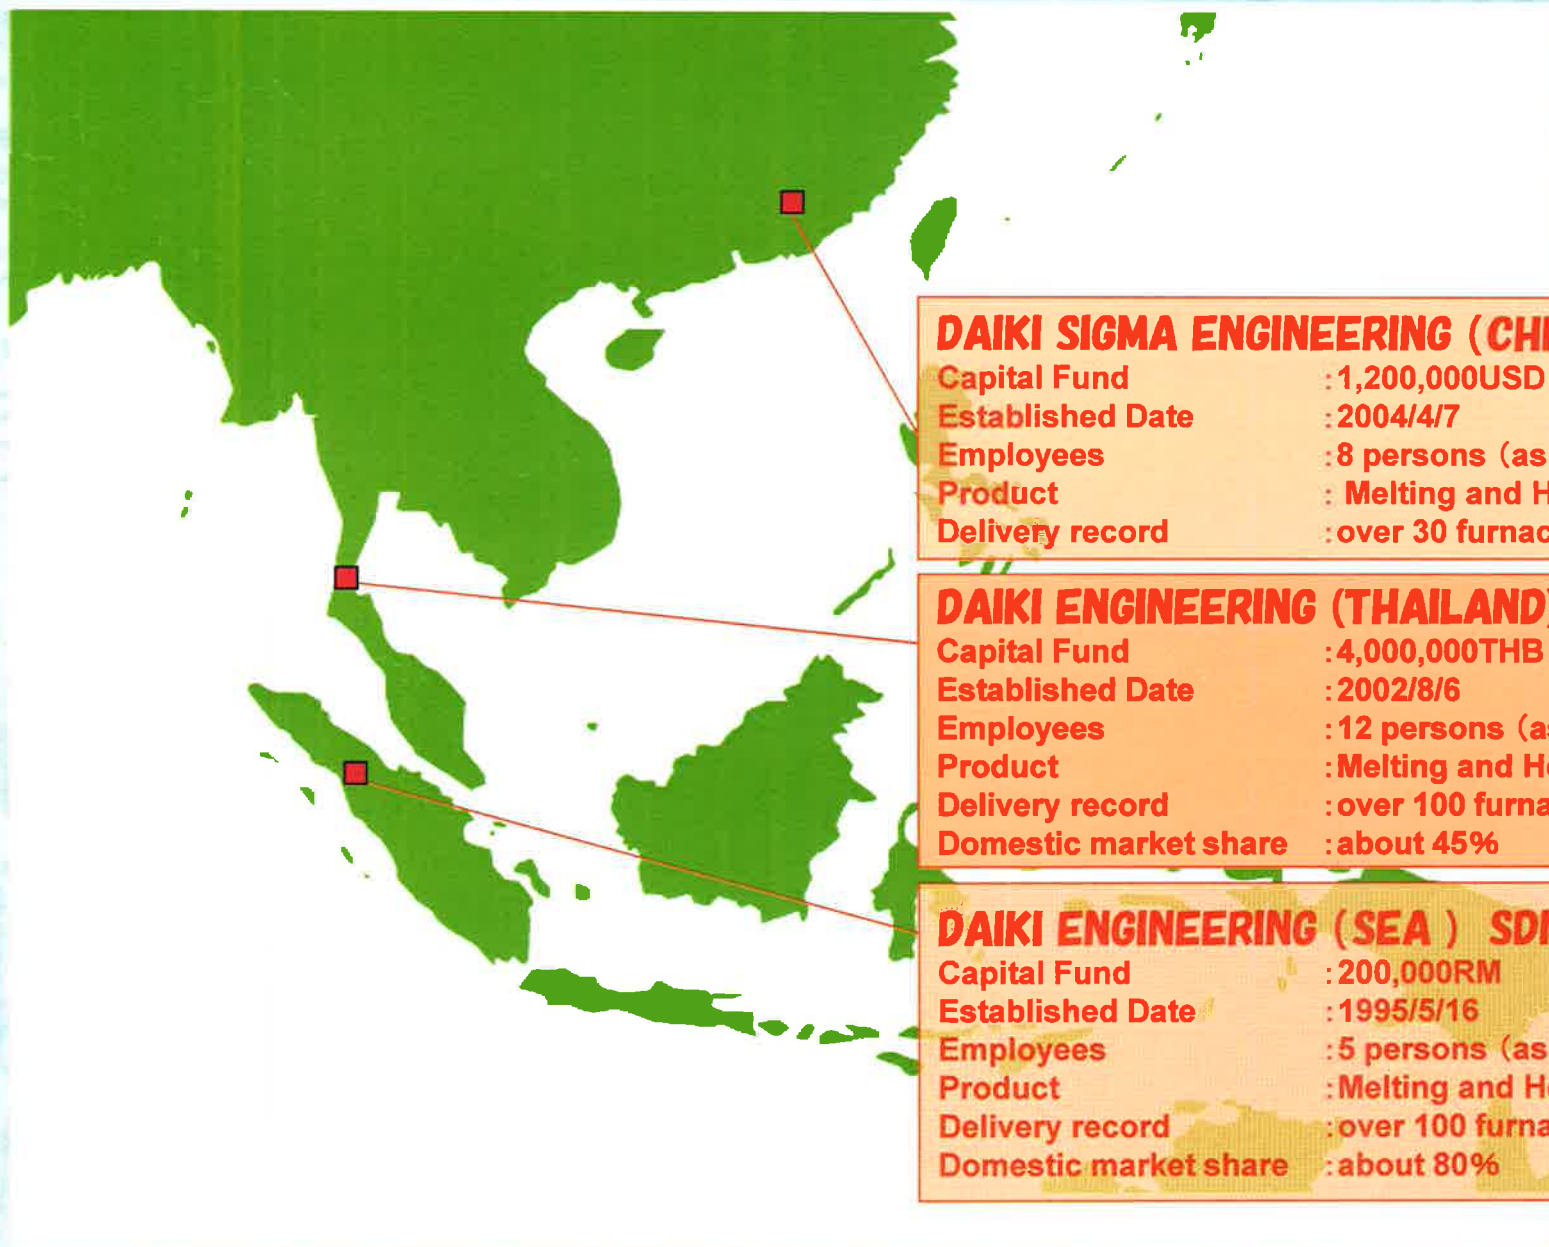 DAIKI SIGMA ENGINEERING (CHI
Capital Fund :1,200,000USD
Established Date :2004/4/7
Employees :8 persons (as
Product : Melting and H
Delivery record :over 30 furnac
DAIKI ENGINEERING (THAILAND)
Capital Fund :4,000,000THB
Established Date :2002/8/6
Employees :12 persons (as
Product :Melting and Ho
Delivery record :over 100 furna
Domestic market share :about 45%
DAIKI ENGINEERING (SEA ) SD
Capital Fund :200,000RM
Established Date :1995/5/16
Employees :5 persons (as
Product :Melting and Ho
Delivery record :over 100 furna
Domestic market share :about 80%